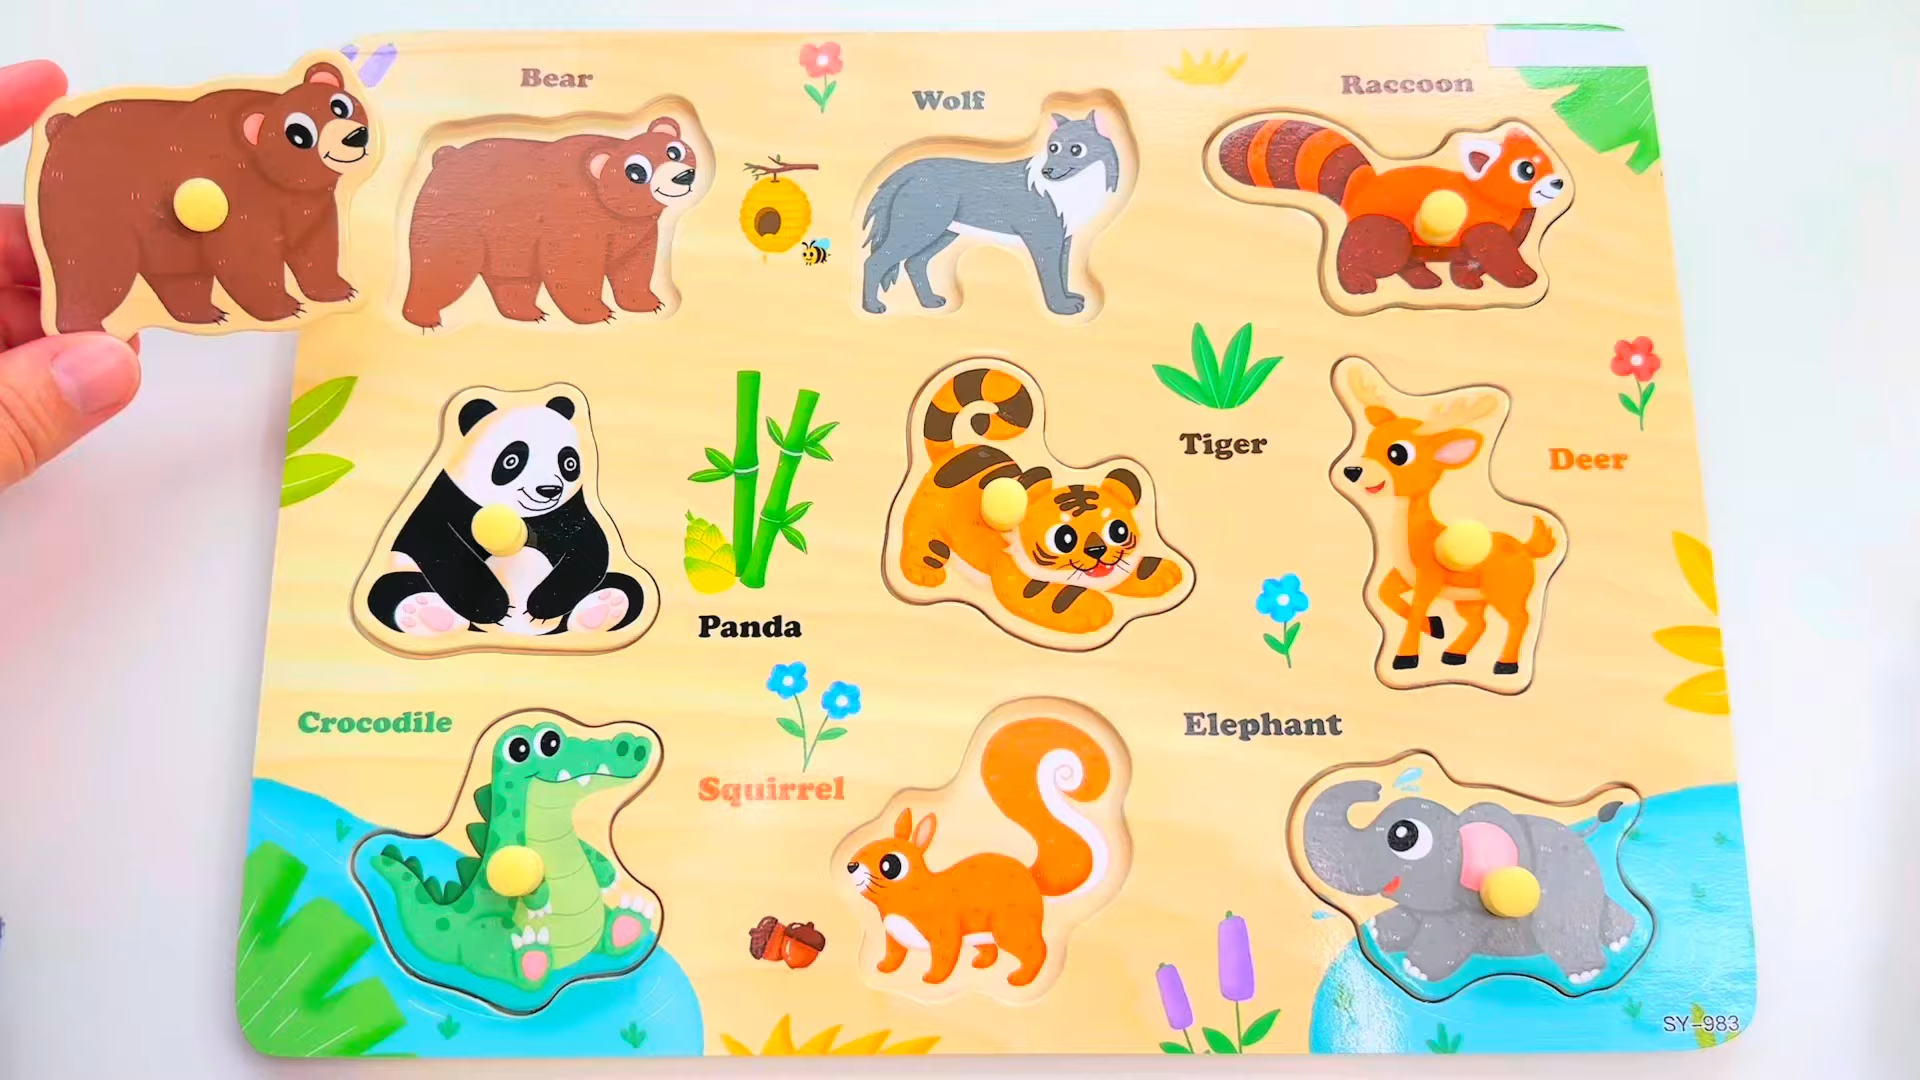 Bear
Wolf
Raccoon
Tiger
Deer
Panda
Crocodile
Squirrel
Elephant
SY-983